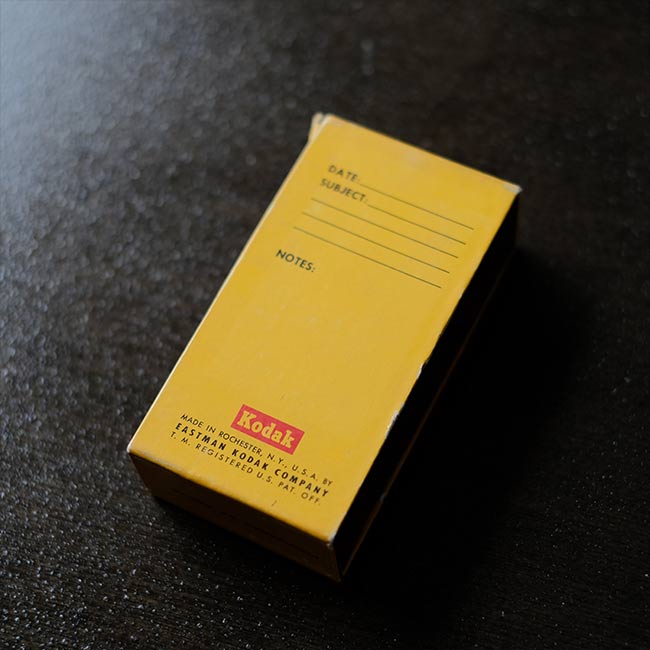 DATE:
SUBJECT:
NOTES:
Kodak
MADE IN ROCHESTER, N.Y., U.S.A. BY
EASTMAN KODAK COMPANY
T. M. REGISTERED U.S. PAT. OFF.